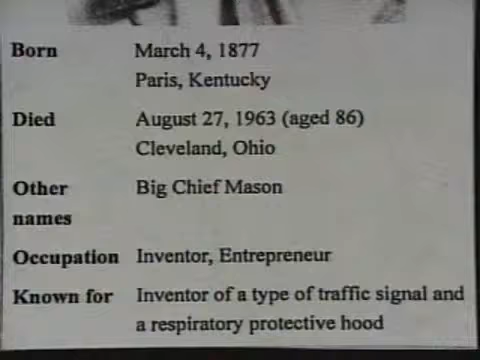 Born March 4, 1877
Paris, Kentucky
Died August 27, 1963 (aged 86)
Cleveland, Ohio
Other Big Chief Mason
names
Occupation Inventor, Entrepreneur
Known for Inventor of a type of traffic signal and
a respiratory protective hood